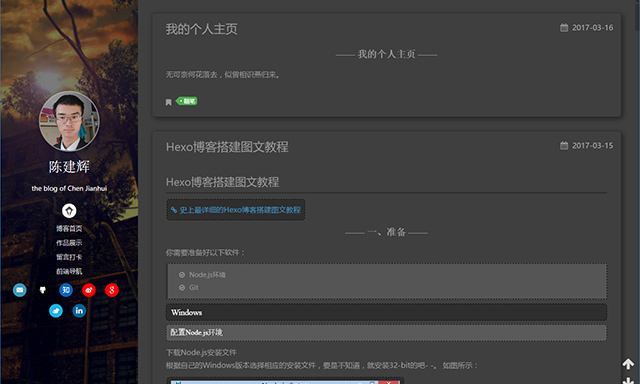 陈建辉
the blog of Chen Jianhui
博客首页
作品展示
留言打卡
前端导航
知
我的个人主页
2017-03-16
—— 我的个人主页 ——
无可奈何花落去，似曾相识燕归来。
随笔
Hexo博客搭建图文教程
2017-03-15
Hexo博客搭建图文教程
史上最详细的Hexo博客搭建图文教程
—— 一、准备 ——
你需要准备好以下软件：
Node.js环境
Git
Windows
配置Node.js环境
下载Node.js安装文件
根据自己的Windows版本选择相应的安装文件，要是不知道，就安装32-bit的吧- -。 如图所示：